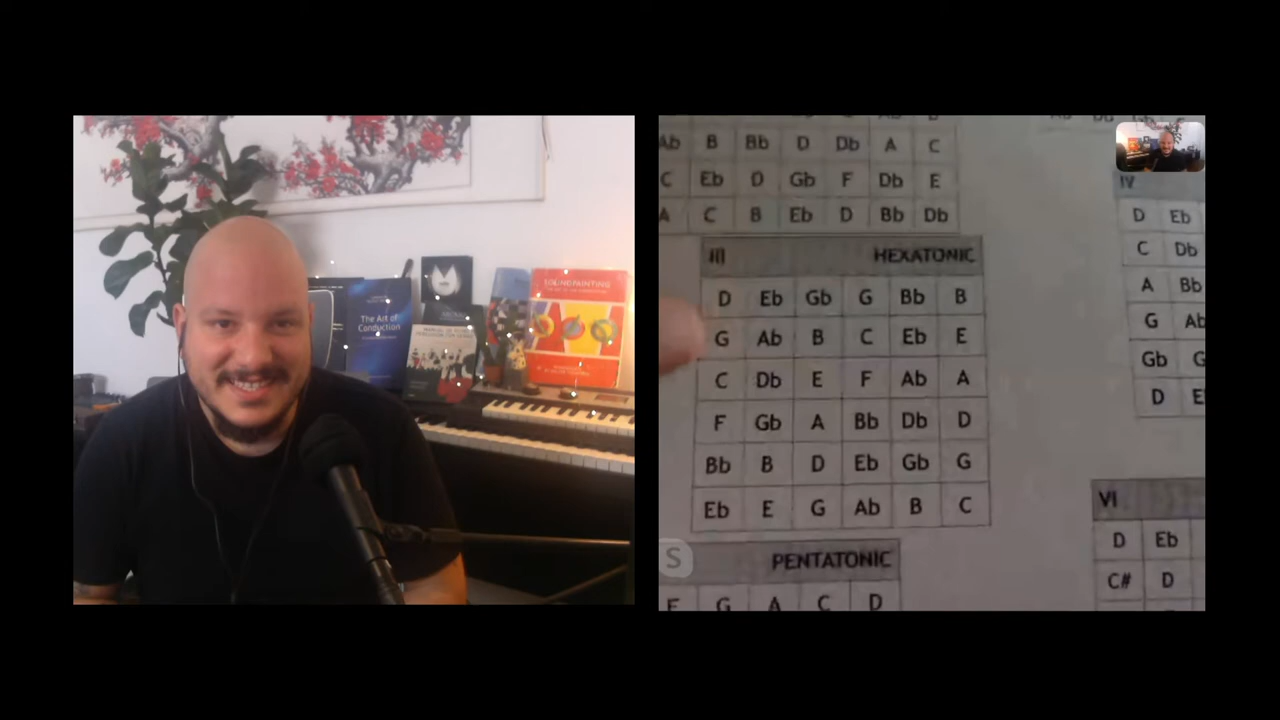 The Art of
Conduction
SOUNDPAINTING
Ab B Bb D Db A C
C Eb D Gb F Db E
A C B Eb D Bb Db
III HEXATONIC
D Eb Gb G Bb B
G Ab B C Eb E
C Db E F Ab A
F Gb A Bb Db D
Bb B D Eb Gb G
Eb E G Ab B C
PENTATONIC
E G A C D
IV
D Eb
C Db
A Bb
G Ab
Gb G
D E
VI
D Eb
C# D
S